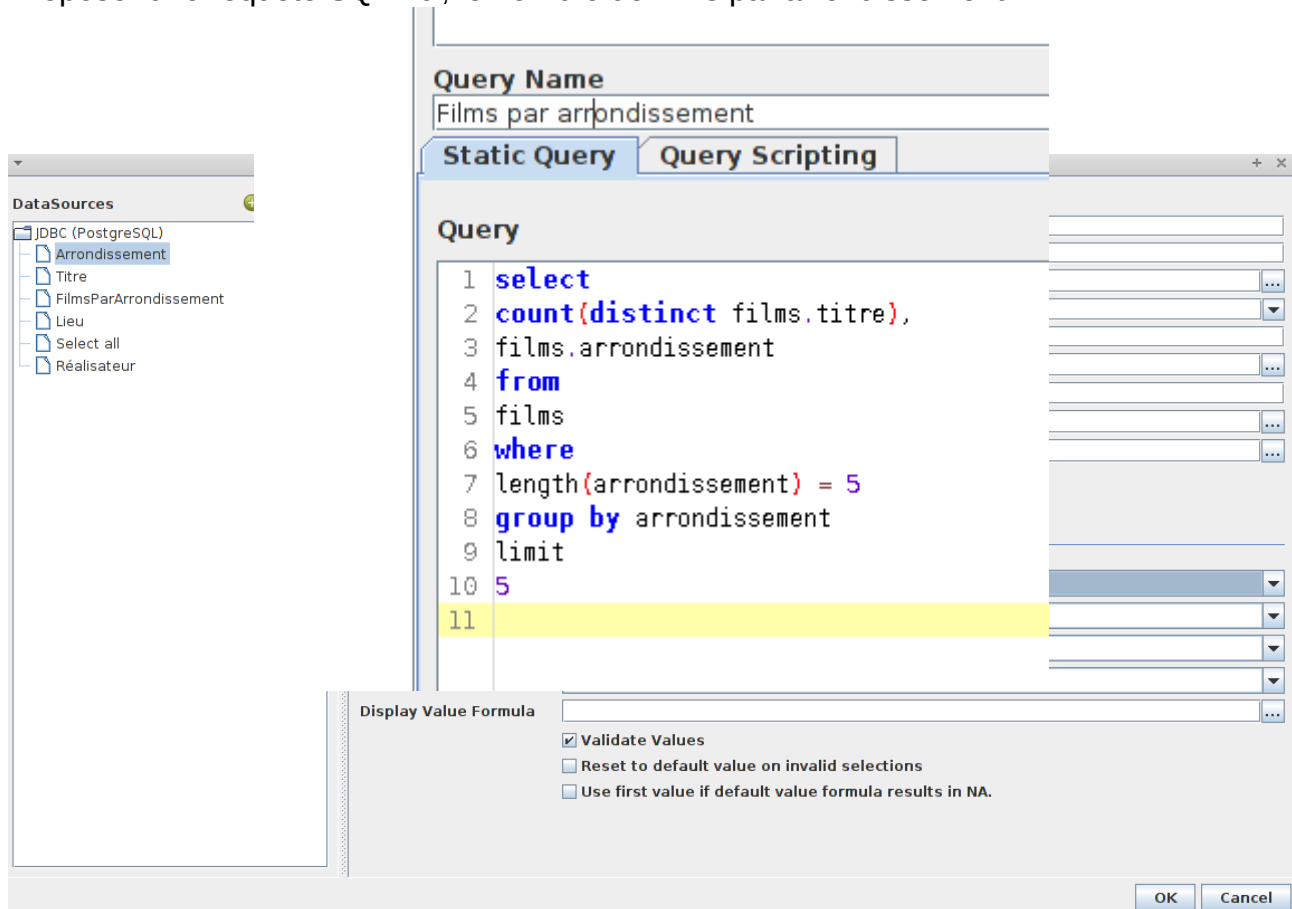 Query Name
Films par arrondissement
Static Query
Query Scripting
Query
1 select
2 count(distinct films.titre),
3 films.arrondissement
4 from
5 films
6 where
7 length(arrondissement) = 5
8 group by arrondissement
9 limit
10 5
11
DataSources
JDBC (PostgreSQL)
Arrondissement
Titre
FilmsParArrondissement
Lieu
Select all
Réalisateur
...
...
...
...
Display Value Formula
...
Validate Values
Reset to default value on invalid selections
Use first value if default value formula results in NA.
OK Cancel